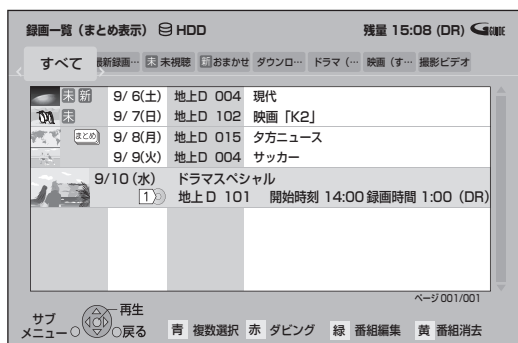 録画一覧（まとめ表示） HDD 残量 15:08 (DR) G GUIDE
すべて 最新録画… 未 未視聴 新 おまかせ ダウンロ… ドラマ（… 映画（す… 撮影ビデオ
未 新 9/ 6(土) 地上D 004 現代
未 9/ 7(日) 地上D 102 映画「K2」
まとめ 9/ 8(月) 地上D 015 夕方ニュース
9/ 9(火) 地上D 004 サッカー
9/10 (水) ドラマスペシャル
1 地上D 101 開始時刻 14:00 録画時間 1:00 (DR)
ページ 001/001
サブメニュー 再生 戻る 青 複数選択 赤 ダビング 緑 番組編集 黄 番組消去